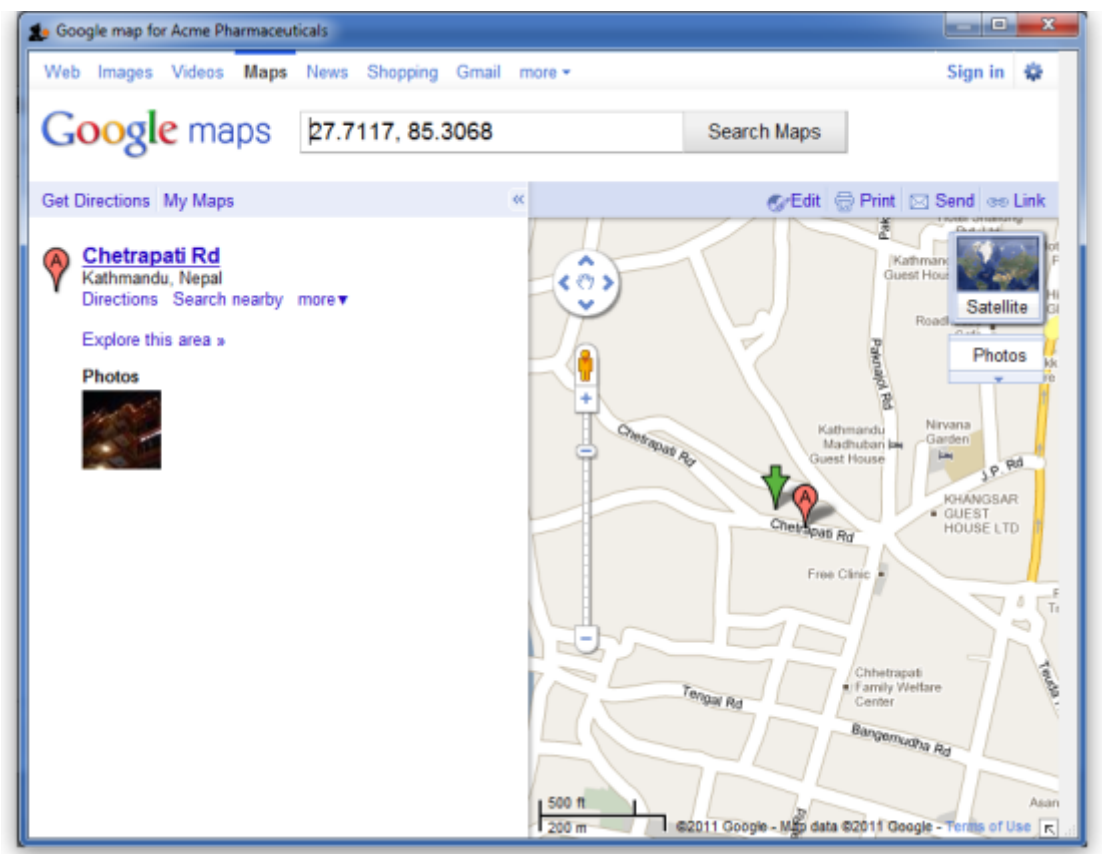 Google map for Acme Pharmaceuticals
Web Images Videos Maps News Shopping Gmail more
Sign in
Google maps
27.7117, 85.3068
Search Maps
Get Directions My Maps
«
Edit Print Send Link
A
Chetrapati Rd
Kathmandu, Nepal
Directions Search nearby more▼
Explore this area »
Photos
Satellite
Photos
Guest House
Paknajol Rd
Chetrapati Rd
Kathmandu
Madhuban
Guest House
Nirvana
Garden
J.P. Rd
A
KHANGSAR
GUEST
HOUSE LTD
Chetrapati Rd
Free Clinic
Chhetrapati
Family Welfare
Center
Tengal Rd
Bangemudha Rd
Asan
500 ft
200 m
©2011 Google - Map data ©2011 Google - Terms of Use